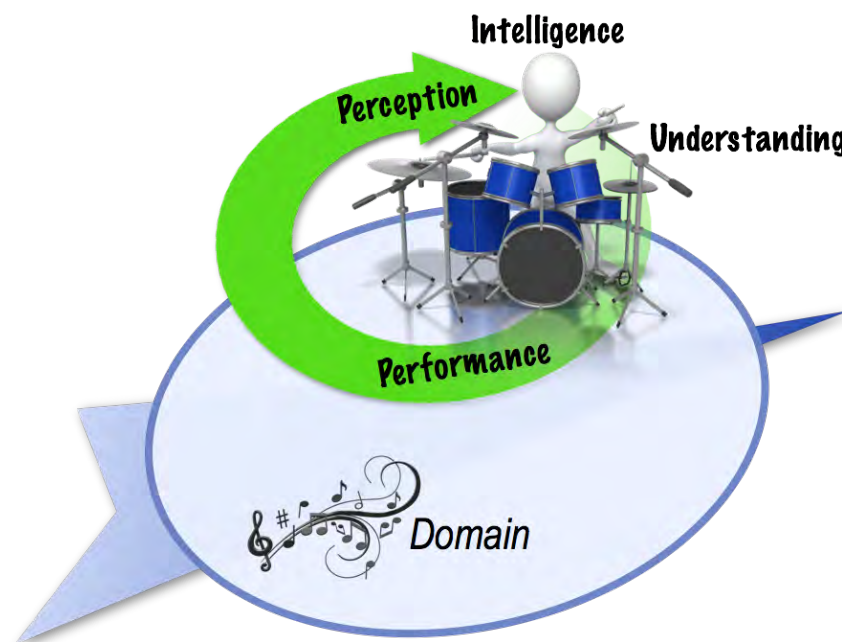 Intelligence
Perception
Understanding
Performance
Domain